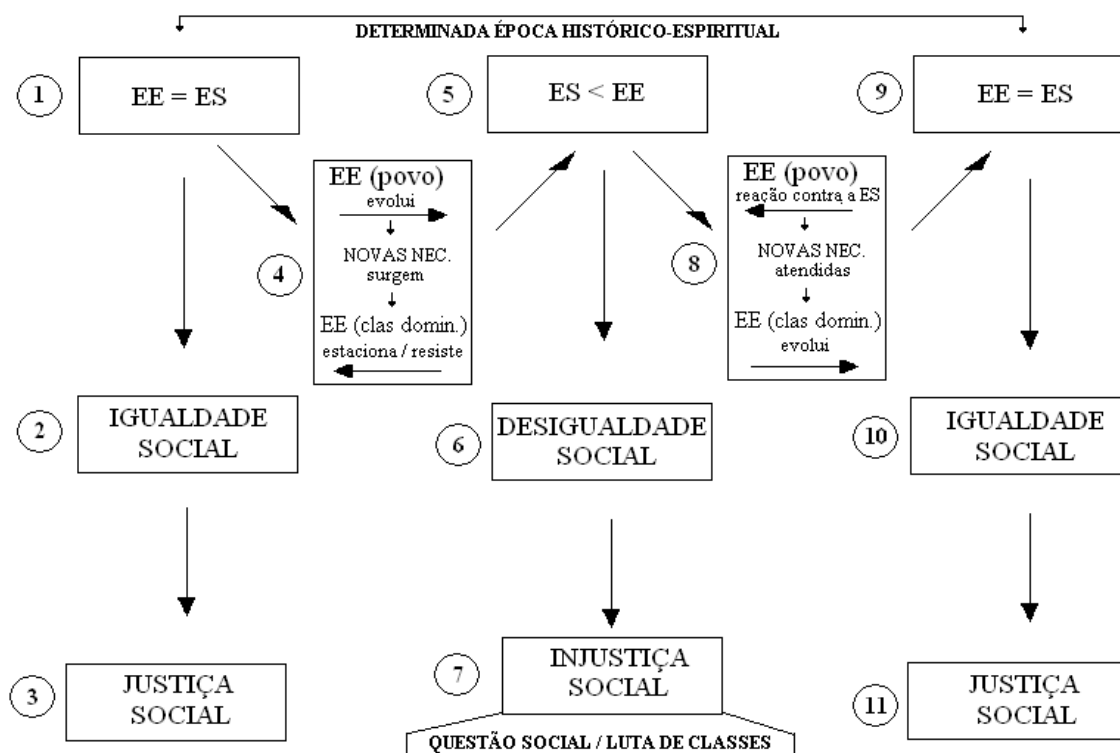 DETERMINADA ÉPOCA HISTÓRICO-ESPIRITUAL
1
EE = ES
5
ES < EE
9
EE = ES
4
EE (povo)
evolui
NOVAS NEC.
surgem
EE (clas domin.)
estaciona / resiste
8
EE (povo)
reação contra a ES
NOVAS NEC.
atendidas
EE (clas domin.)
evolui
2
IGUALDADE
SOCIAL
6
DESIGUALDADE
SOCIAL
10
IGUALDADE
SOCIAL
3
JUSTIÇA
SOCIAL
7
INJUSTIÇA
SOCIAL
11
JUSTIÇA
SOCIAL
QUESTÃO SOCIAL / LUTA DE CLASSES